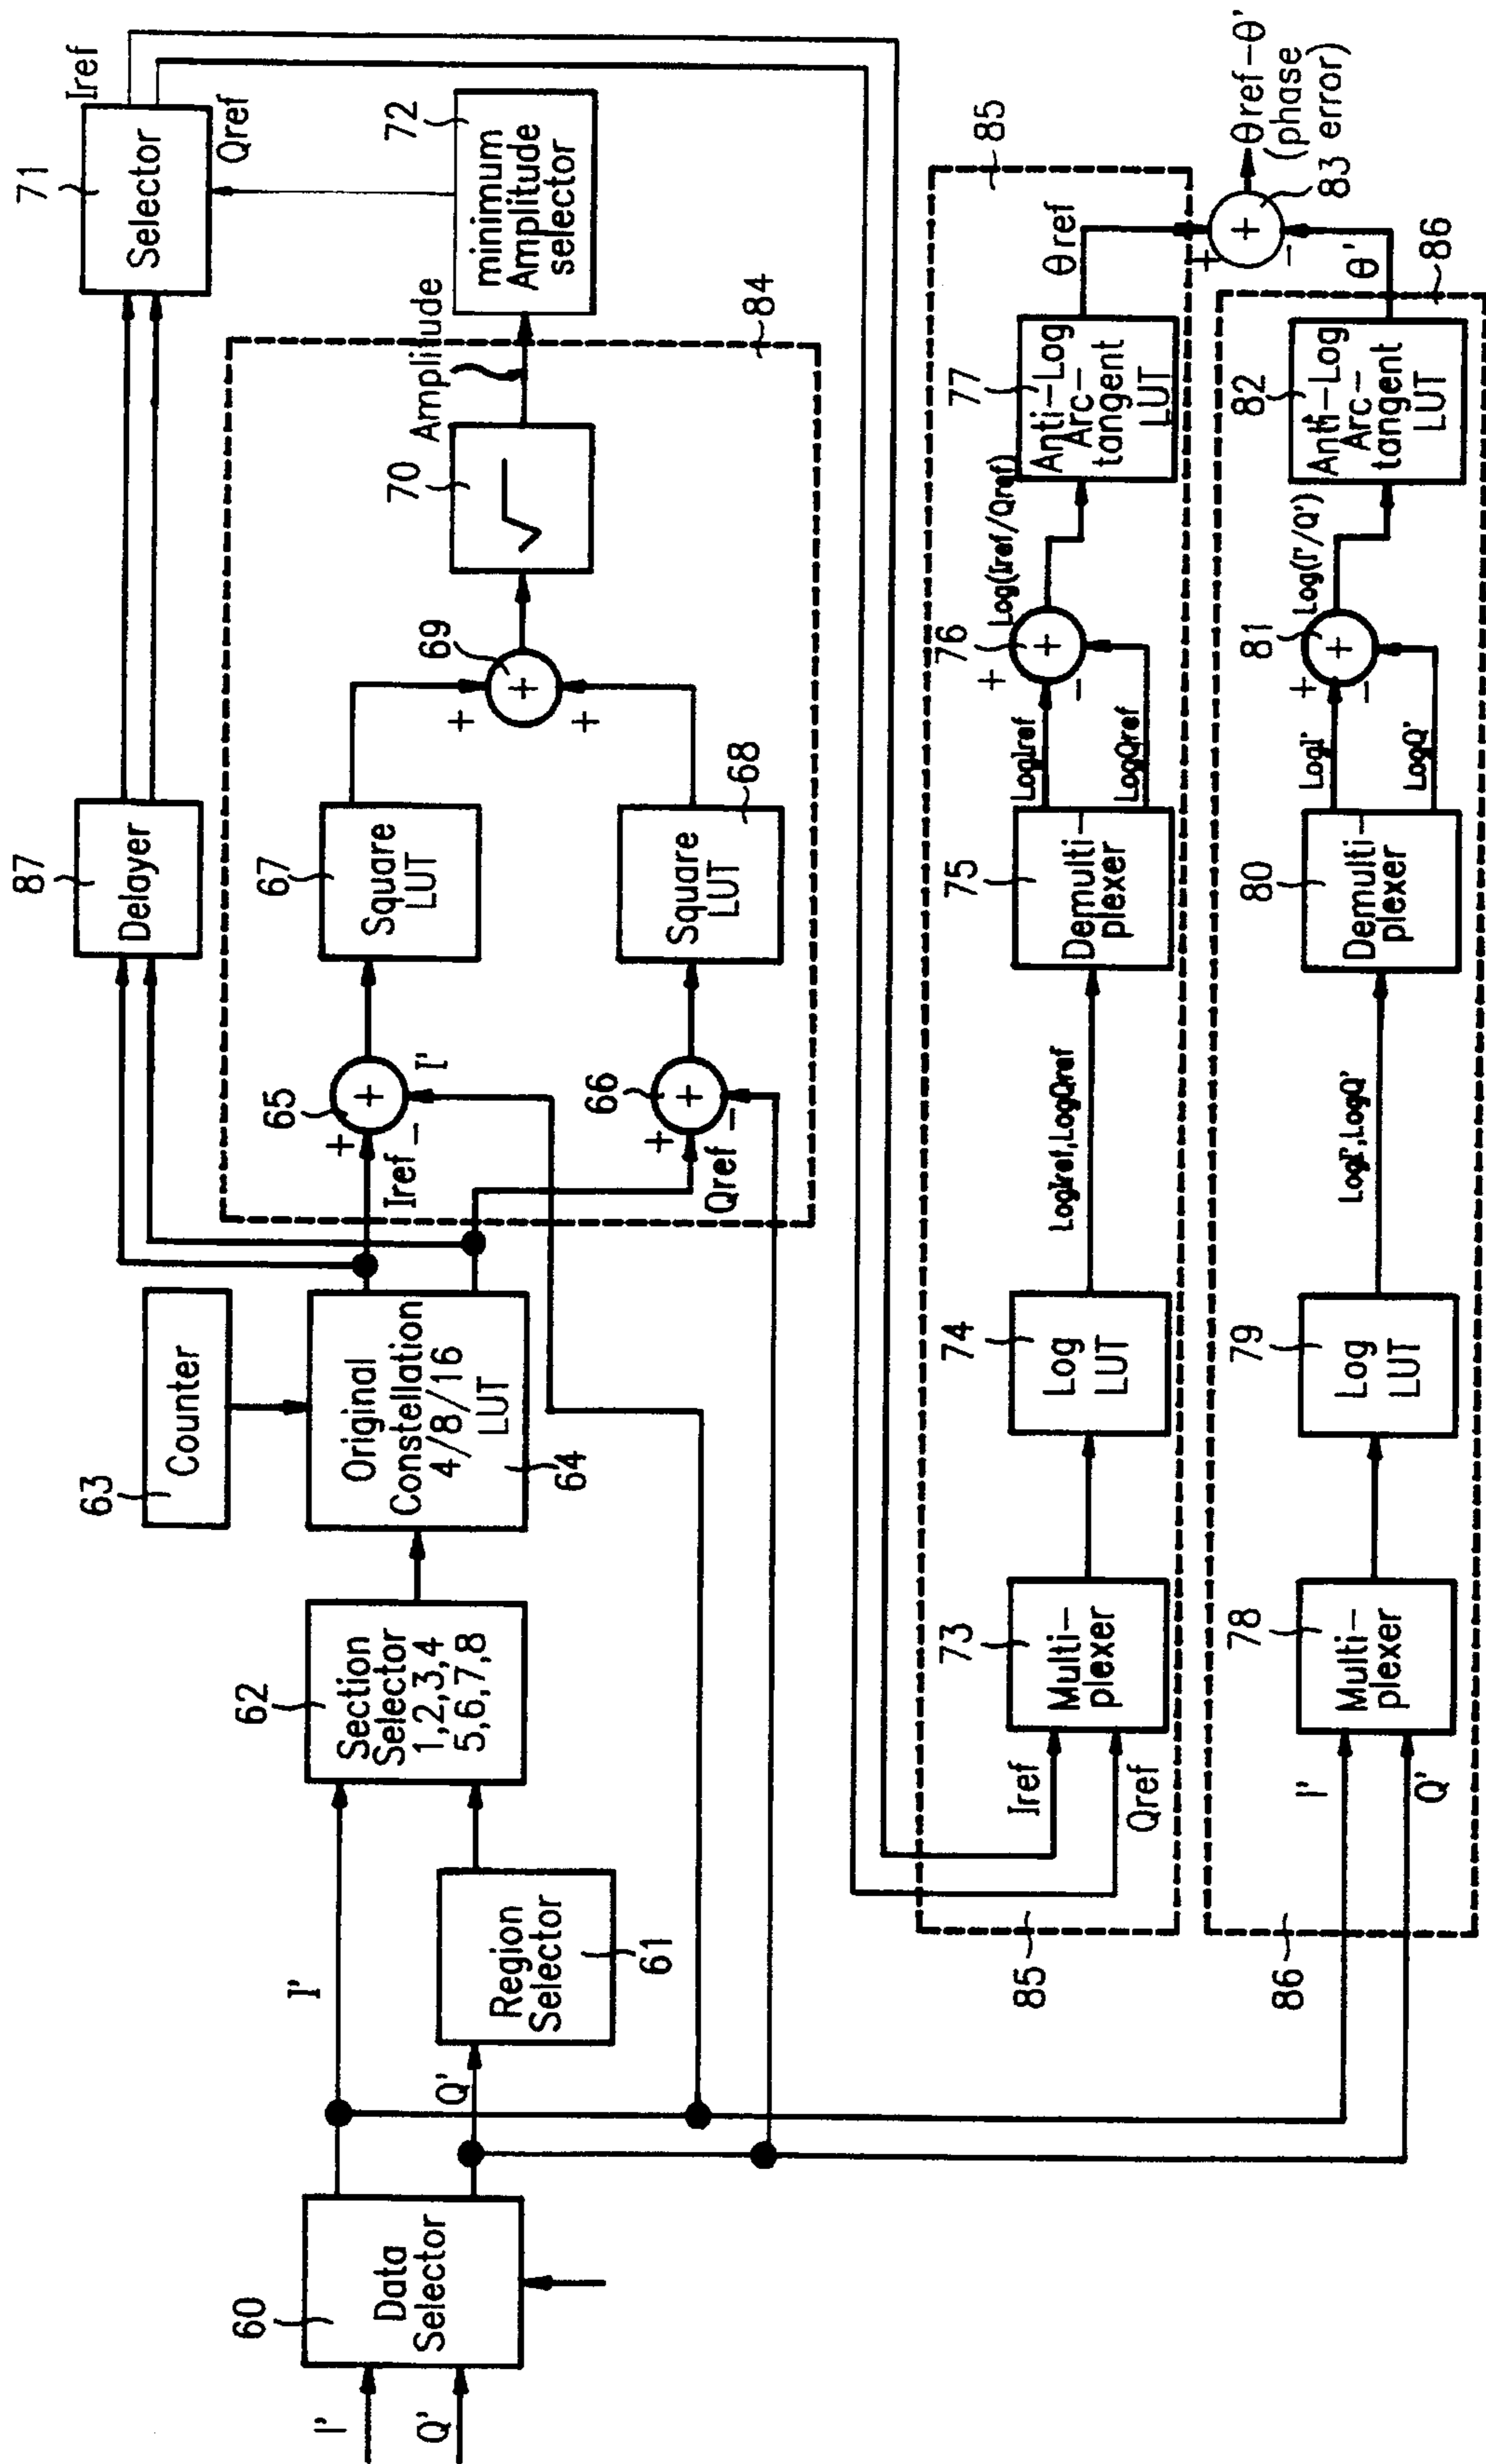 I'
Q'
60
Data
Selector
I'
Q'
Region
Selector
61
62
Section
Selector
1,2,3,4
5,6,7,8
63
Counter
Original
Constellation
4/8/16
LUT
64
87
Delayer
71
Selector
Iref
Qref
65
+
+
-
Iref
I'
66
+
+
-
Qref
67
Square
LUT
Square
LUT
68
69
+
+
+
70
√
Amplitude
84
72
minimum
Amplitude
selector
85
Iref
Qref
73
Multi-
plexer
74
Log
LUT
LogIref,LogQref
75
Demulti-
plexer
LogIref
LogQref
76
+
+
-
Log(Iref/Qref)
77
Anti-Log
Arc-
tangent
LUT
θref
85
86
I'
Q'
78
Multi-
plexer
79
Log
LUT
LogI',LogQ'
80
Demulti-
plexer
LogI'
LogQ'
81
+
+
-
Log(I'/Q')
82
Anti-Log
Arc-
tangent
LUT
θ'
86
+
+
-
83
θref-θ'
(phase
error)